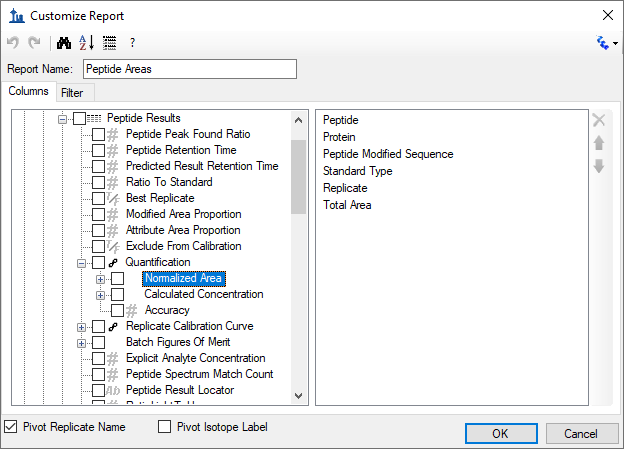 Customize Report
?
Report Name: Peptide Areas
Columns Filter
Peptide Results
Peptide Peak Found Ratio
Peptide Retention Time
Predicted Result Retention Time
Ratio To Standard
Best Replicate
Modified Area Proportion
Attribute Area Proportion
Exclude From Calibration
Quantification
Normalized Area
Calculated Concentration
Accuracy
Replicate Calibration Curve
Batch Figures Of Merit
Explicit Analyte Concentration
Peptide Spectrum Match Count
Peptide Result Locator
Peptide
Protein
Peptide Modified Sequence
Standard Type
Replicate
Total Area
Pivot Replicate Name
Pivot Isotope Label
OK
Cancel